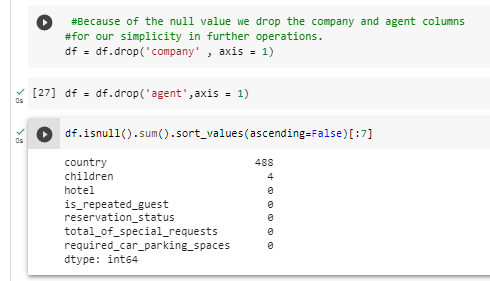 #Because of the null value we drop the company and agent columns
#for our simplicity in further operations.
df = df.drop('company' , axis = 1)
[27] df = df.drop('agent',axis = 1)
0s
df.isnull().sum().sort_values(ascending=False)[:7]
0s
country 488
children 4
hotel 0
is_repeated_guest 0
reservation_status 0
total_of_special_requests 0
required_car_parking_spaces 0
dtype: int64